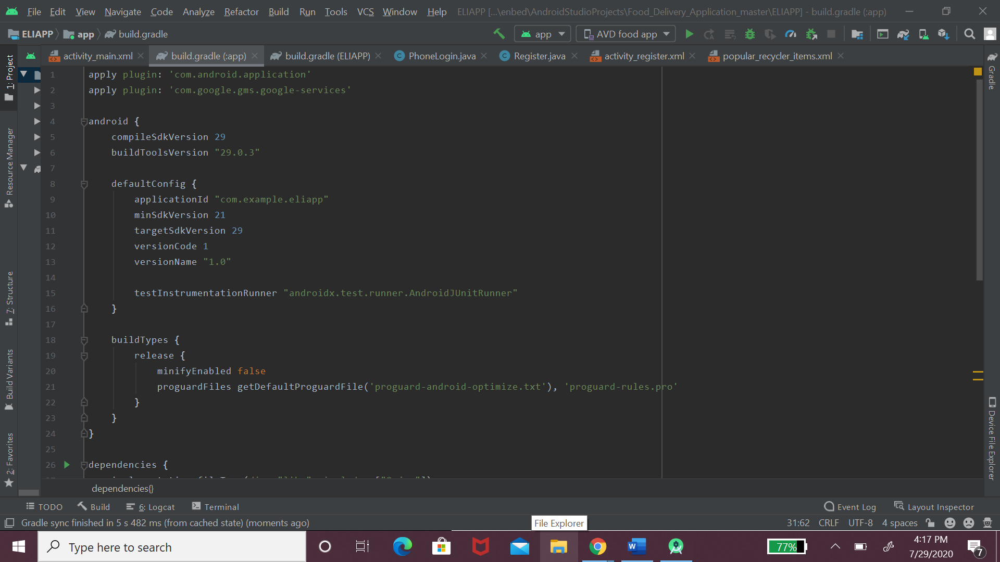 File Edit View Navigate Code Analyze Refactor Build Run Tools VCS Window Help ELIAPP [...\enbed\AndroidStudioProjects\Food_Delivery_Application_master\ELIAPP] - build.gradle (:app)
ELIAPP app build.gradle app AVD food app
activity_main.xml build.gradle (:app) build.gradle (ELIAPP) PhoneLogin.java Register.java activity_register.xml popular_recycler_items.xml
1: Project
Resource Manager
7: Structure
Build Variants
2: Favorites
1 apply plugin: 'com.android.application'
2 apply plugin: 'com.google.gms.google-services'
3
4 android {
5 compileSdkVersion 29
6 buildToolsVersion "29.0.3"
7
8 defaultConfig {
9 applicationId "com.example.eliapp"
10 minSdkVersion 21
11 targetSdkVersion 29
12 versionCode 1
13 versionName "1.0"
14
15 testInstrumentationRunner "androidx.test.runner.AndroidJUnitRunner"
16 }
17
18 buildTypes {
19 release {
20 minifyEnabled false
21 proguardFiles getDefaultProguardFile('proguard-android-optimize.txt'), 'proguard-rules.pro'
22 }
23 }
24 }
25
26 dependencies {
Gradle
Device File Explorer
dependencies{}
TODO Build 6: Logcat Terminal Event Log Layout Inspector
Gradle sync finished in 5 s 482 ms (from cached state) (moments ago) File Explorer 31:62 CRLF UTF-8 4 spaces
Type here to search 77% 4:17 PM
7/29/2020 7